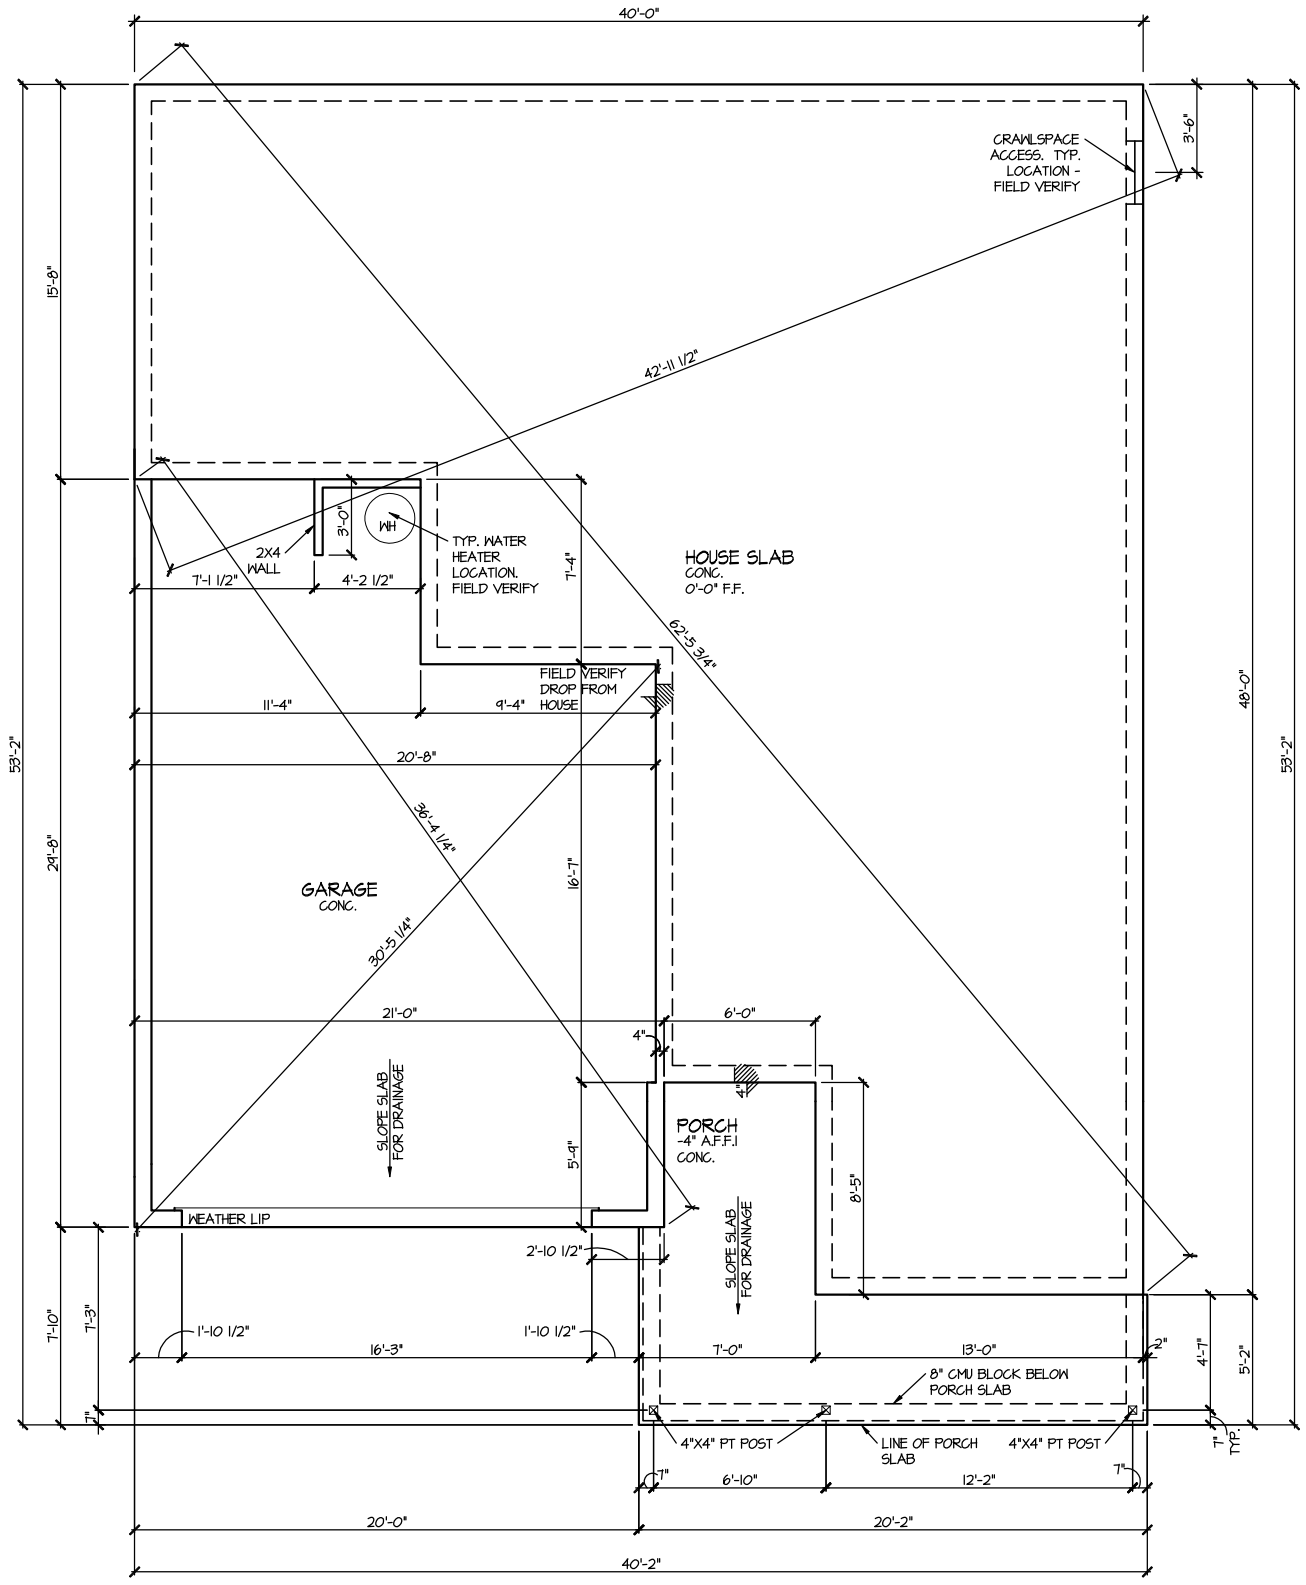 40'-0"
3'-6"
CRAWLSPACE
ACCESS. TYP.
LOCATION -
FIELD VERIFY
15'-8"
42'-11 1/2"
3'-0"
WH
2X4
WALL
TYP. WATER
HEATER
LOCATION.
FIELD VERIFY
7'-4"
HOUSE SLAB
CONC.
0'-0" F.F.
7'-1 1/2"
4'-2 1/2"
62'-5 3/4"
FIELD VERIFY
DROP FROM
HOUSE
11'-4"
9'-4"
48'-0"
53'-2"
53'-2"
20'-8"
36'-4 1/4"
29'-8"
16'-7"
GARAGE
CONC.
30'-5 1/4"
21'-0"
6'-0"
4"
4"
SLOPE SLAB
FOR DRAINAGE
PORCH
-4" A.F.F.I
CONC.
5'-9"
8'-5"
WEATHER LIP
SLOPE SLAB
FOR DRAINAGE
2'-10 1/2"
7'-10"
7'-3"
1'-10 1/2"
1'-10 1/2"
16'-3"
7'-0"
13'-0"
2"
4'-7"
5'-2"
8" CMU BLOCK BELOW
PORCH SLAB
7"
4"X4" PT POST
LINE OF PORCH
SLAB
4"X4" PT POST
7"
TYP.
7"
6'-10"
12'-2"
7"
20'-0"
20'-2"
40'-2"